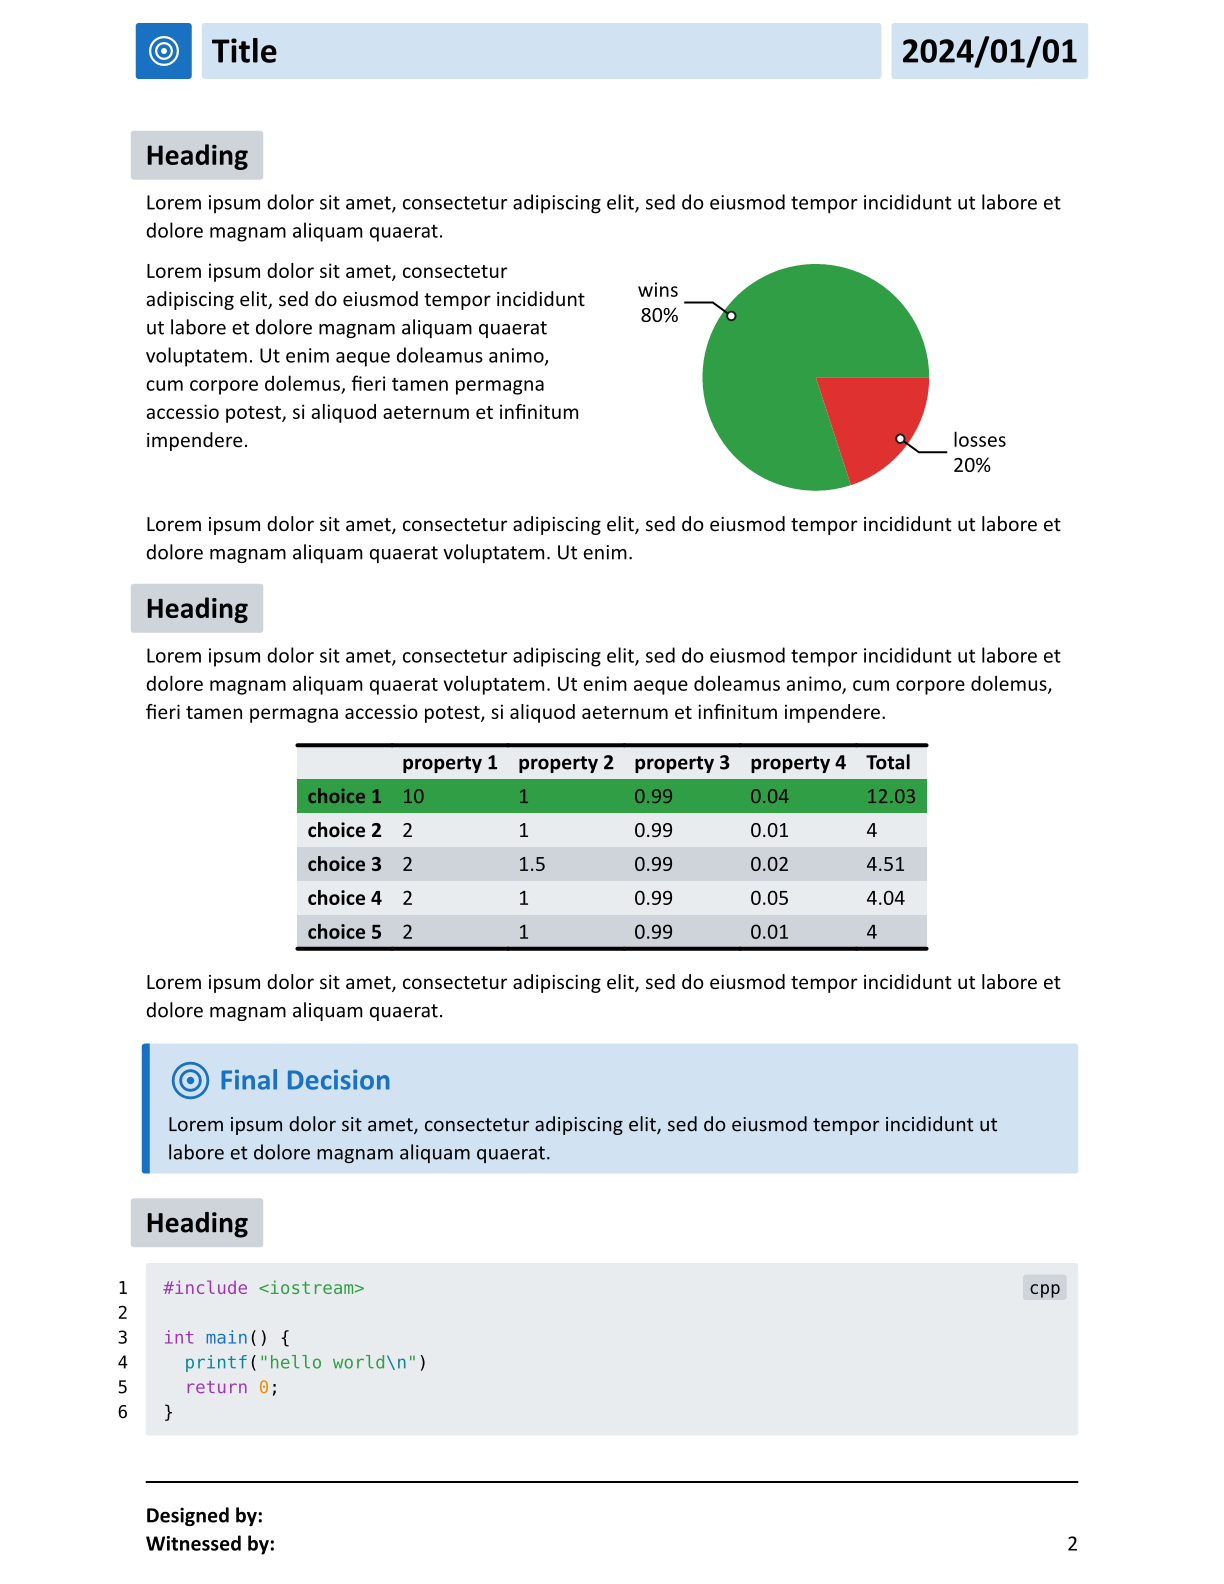 Title
2024/01/01
Heading
Lorem ipsum dolor sit amet, consectetur adipiscing elit, sed do eiusmod tempor incididunt ut labore et
dolore magnam aliquam quaerat.
Lorem ipsum dolor sit amet, consectetur
adipiscing elit, sed do eiusmod tempor incididunt
ut labore et dolore magnam aliquam quaerat
voluptatem. Ut enim aeque doleamus animo,
cum corpore dolemus, fieri tamen permagna
accessio potest, si aliquod aeternum et infinitum
impendere.
wins
80%
losses
20%
Lorem ipsum dolor sit amet, consectetur adipiscing elit, sed do eiusmod tempor incididunt ut labore et
dolore magnam aliquam quaerat voluptatem. Ut enim.
Heading
Lorem ipsum dolor sit amet, consectetur adipiscing elit, sed do eiusmod tempor incididunt ut labore et
dolore magnam aliquam quaerat voluptatem. Ut enim aeque doleamus animo, cum corpore dolemus,
fieri tamen permagna accessio potest, si aliquod aeternum et infinitum impendere.
property 1 property 2 property 3 property 4 Total
choice 1 10 1 0.99 0.04 12.03
choice 2 2 1 0.99 0.01 4
choice 3 2 1.5 0.99 0.02 4.51
choice 4 2 1 0.99 0.05 4.04
choice 5 2 1 0.99 0.01 4
Lorem ipsum dolor sit amet, consectetur adipiscing elit, sed do eiusmod tempor incididunt ut labore et
dolore magnam aliquam quaerat.
Final Decision
Lorem ipsum dolor sit amet, consectetur adipiscing elit, sed do eiusmod tempor incididunt ut
labore et dolore magnam aliquam quaerat.
Heading
1 #include <iostream> cpp
2
3 int main() {
4   printf("hello world\n")
5   return 0;
6 }
Designed by:
Witnessed by:
2